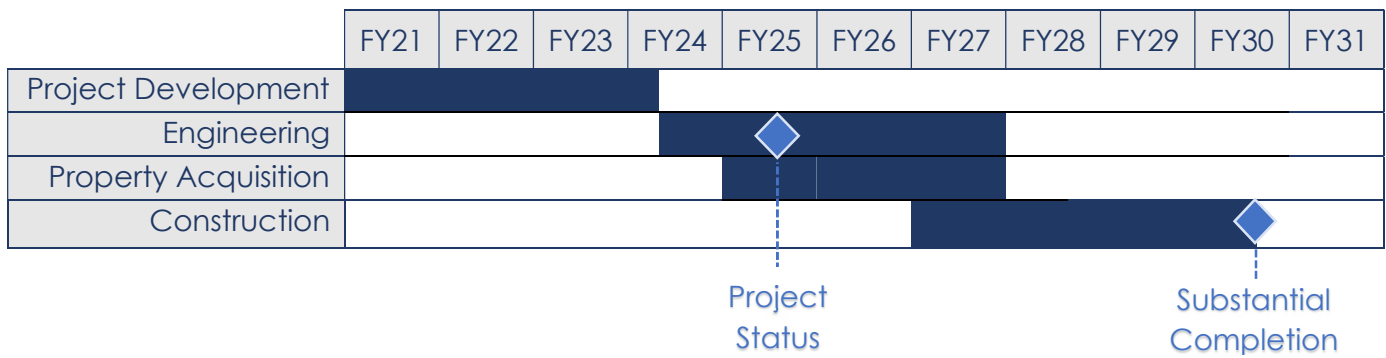 FY21 FY22 FY23 FY24 FY25 FY26 FY27 FY28 FY29 FY30 FY31
Project Development
Engineering
Property Acquisition
Construction
Project
Status
Substantial
Completion